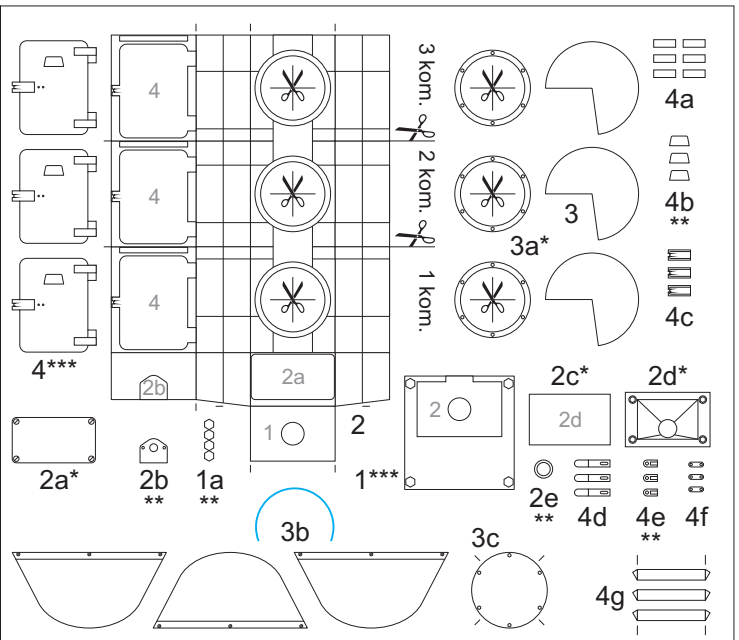 4
3 kom.
4a
4
2 kom.
3
3a*
4b
**
4
1 kom.
4c
4***
2b
2a
2c*
2d*
2
2d
1
2
2a*
2b
**
1a
**
1***
2e
**
4d
4e
**
4f
3b
3c
4g